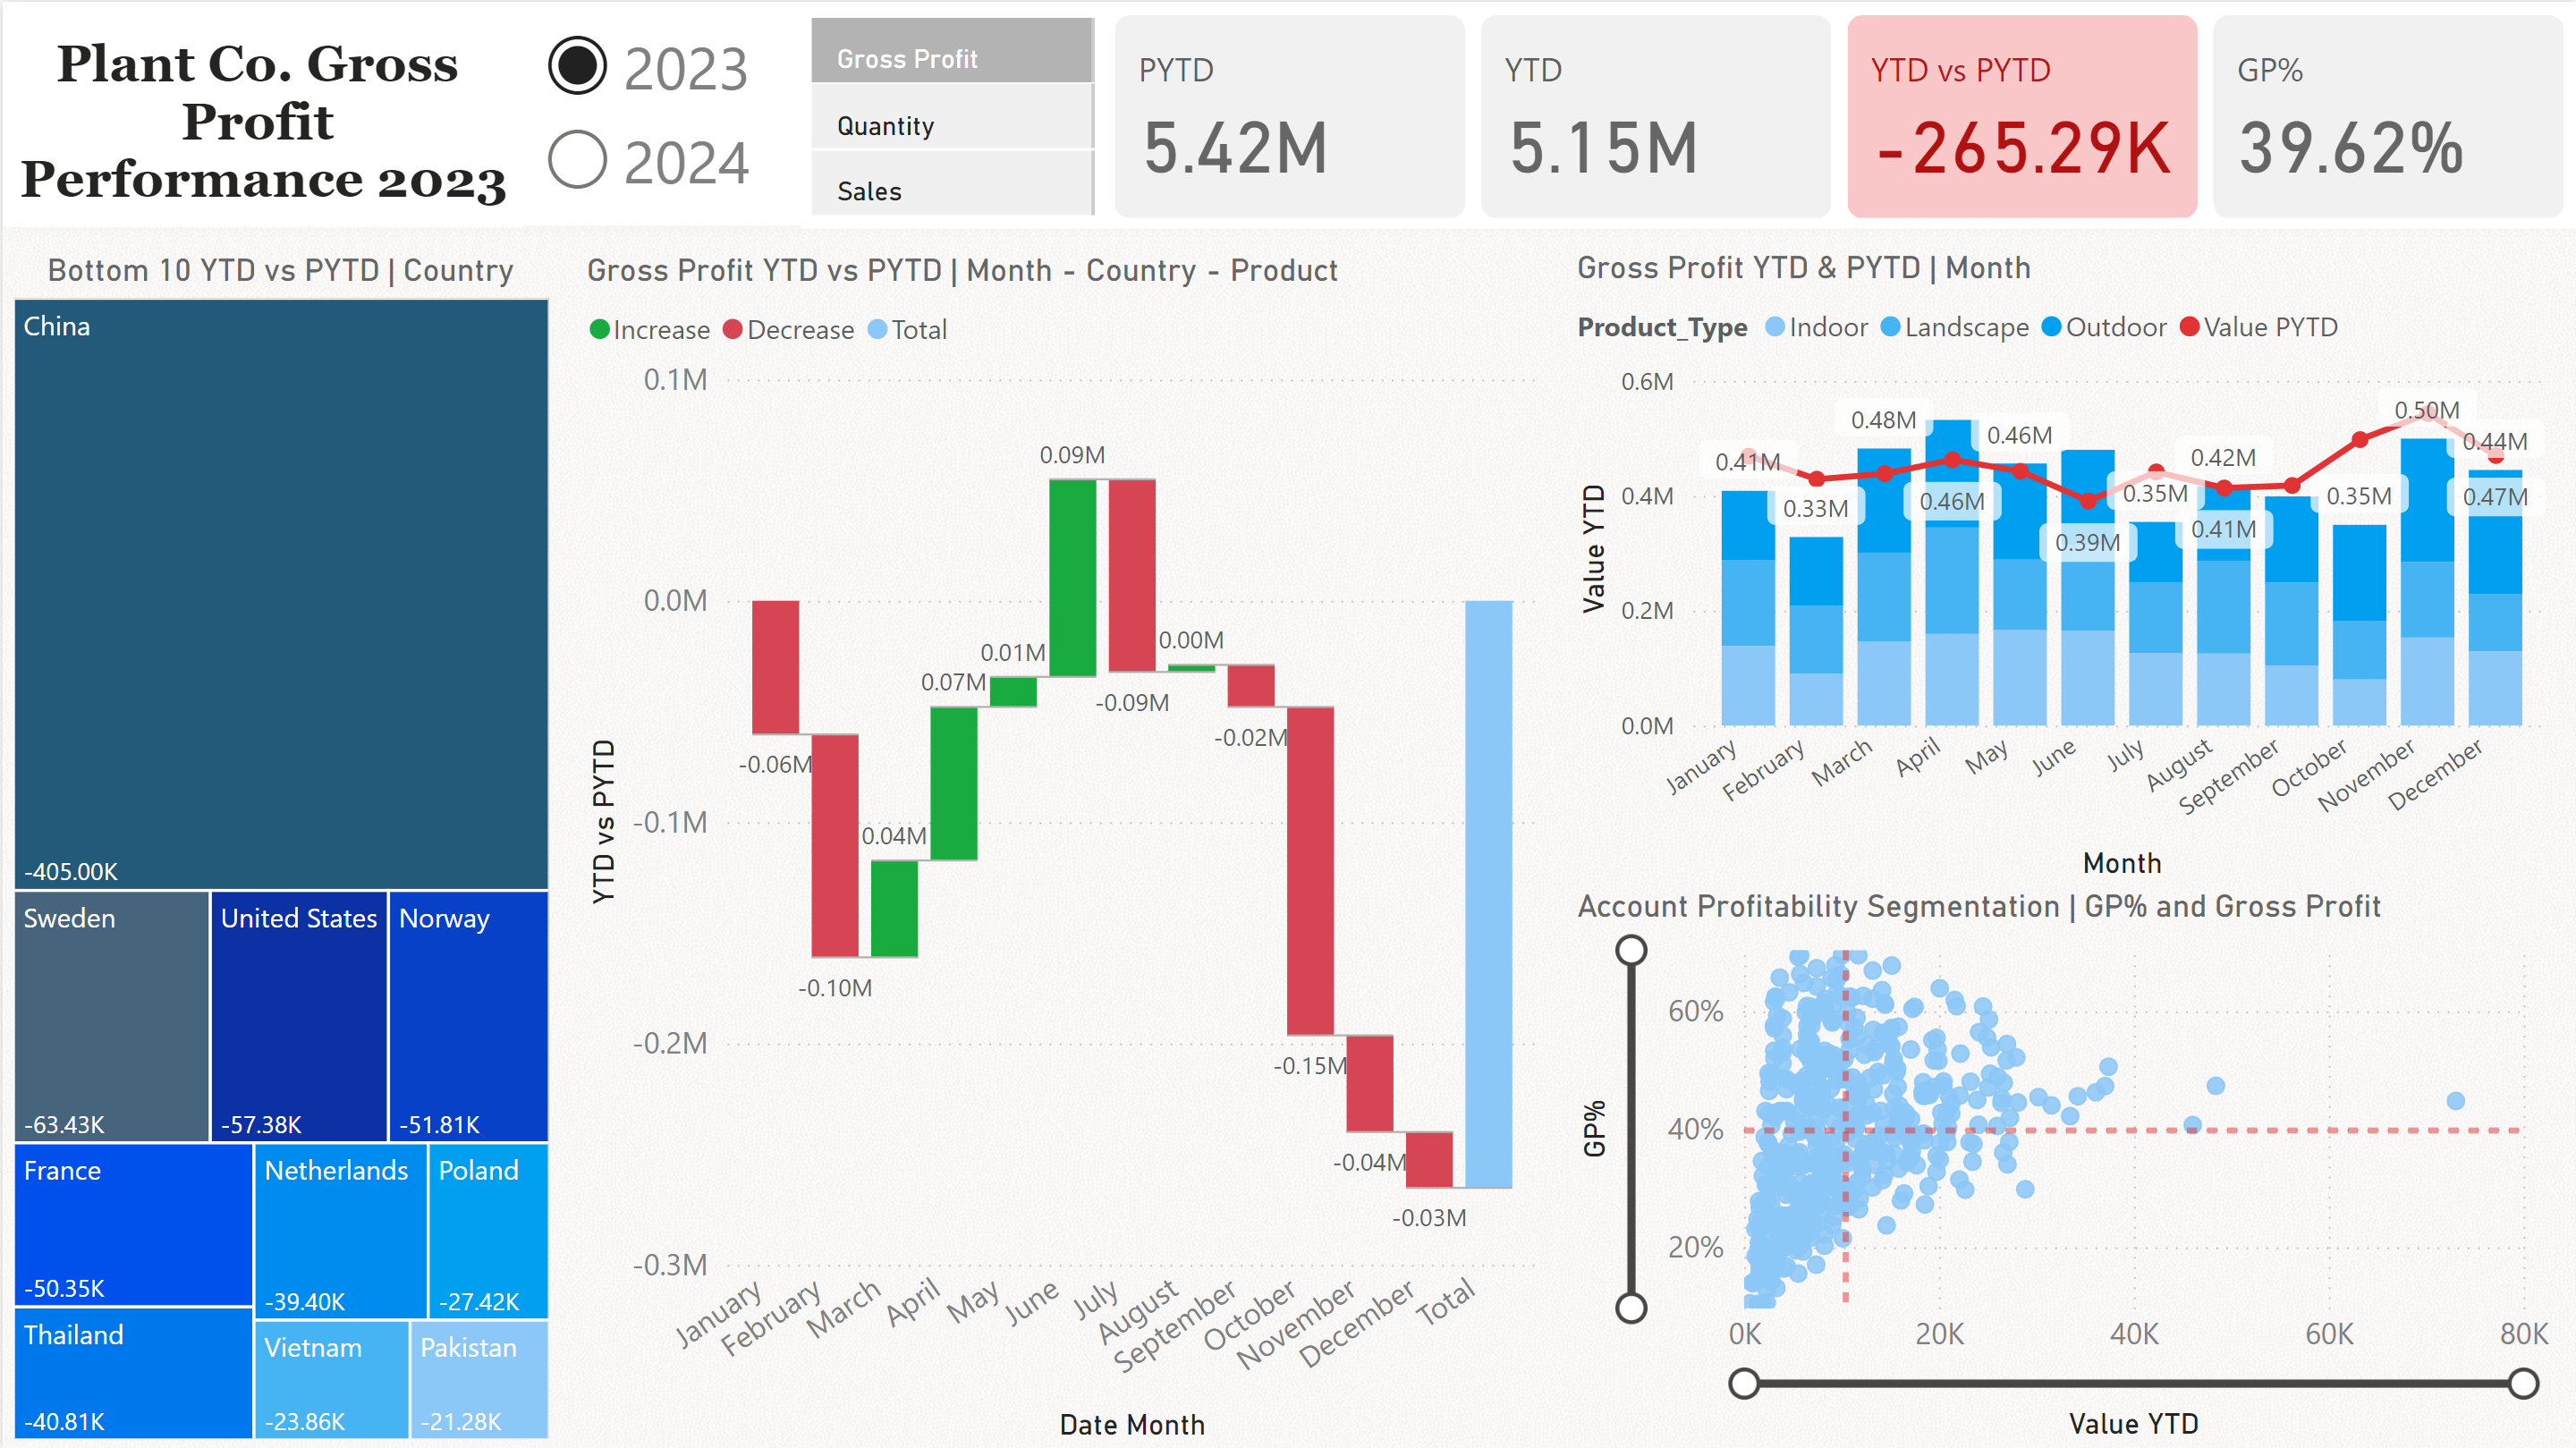 Plant Co. Gross
Profit
Performance 2023
2023
2024
Gross Profit
Quantity
Sales
PYTD
5.42M
YTD
5.15M
YTD vs PYTD
-265.29K
GP%
39.62%
Bottom 10 YTD vs PYTD | Country
China
-405.00K
Sweden
-63.43K
United States
-57.38K
Norway
-51.81K
France
-50.35K
Netherlands
-39.40K
Poland
-27.42K
Thailand
-40.81K
Vietnam
-23.86K
Pakistan
-21.28K
Gross Profit YTD vs PYTD | Month - Country - Product
Increase Decrease Total
YTD vs PYTD
0.1M
0.0M
-0.1M
-0.2M
-0.3M
-0.06M
-0.10M
0.04M
0.07M
0.01M
0.09M
-0.09M
0.00M
-0.02M
-0.15M
-0.04M
-0.03M
January
February
March
April
May
June
July
August
September
October
November
December
Total
Date Month
Gross Profit YTD & PYTD | Month
Product_Type Indoor Landscape Outdoor Value PYTD
Value YTD
0.6M
0.4M
0.2M
0.0M
0.41M
0.33M
0.48M
0.46M
0.46M
0.39M
0.35M
0.42M
0.41M
0.35M
0.50M
0.44M
0.47M
January
February
March
April
May
June
July
August
September
October
November
December
Month
Account Profitability Segmentation | GP% and Gross Profit
GP%
60%
40%
20%
0K
20K
40K
60K
80K
Value YTD